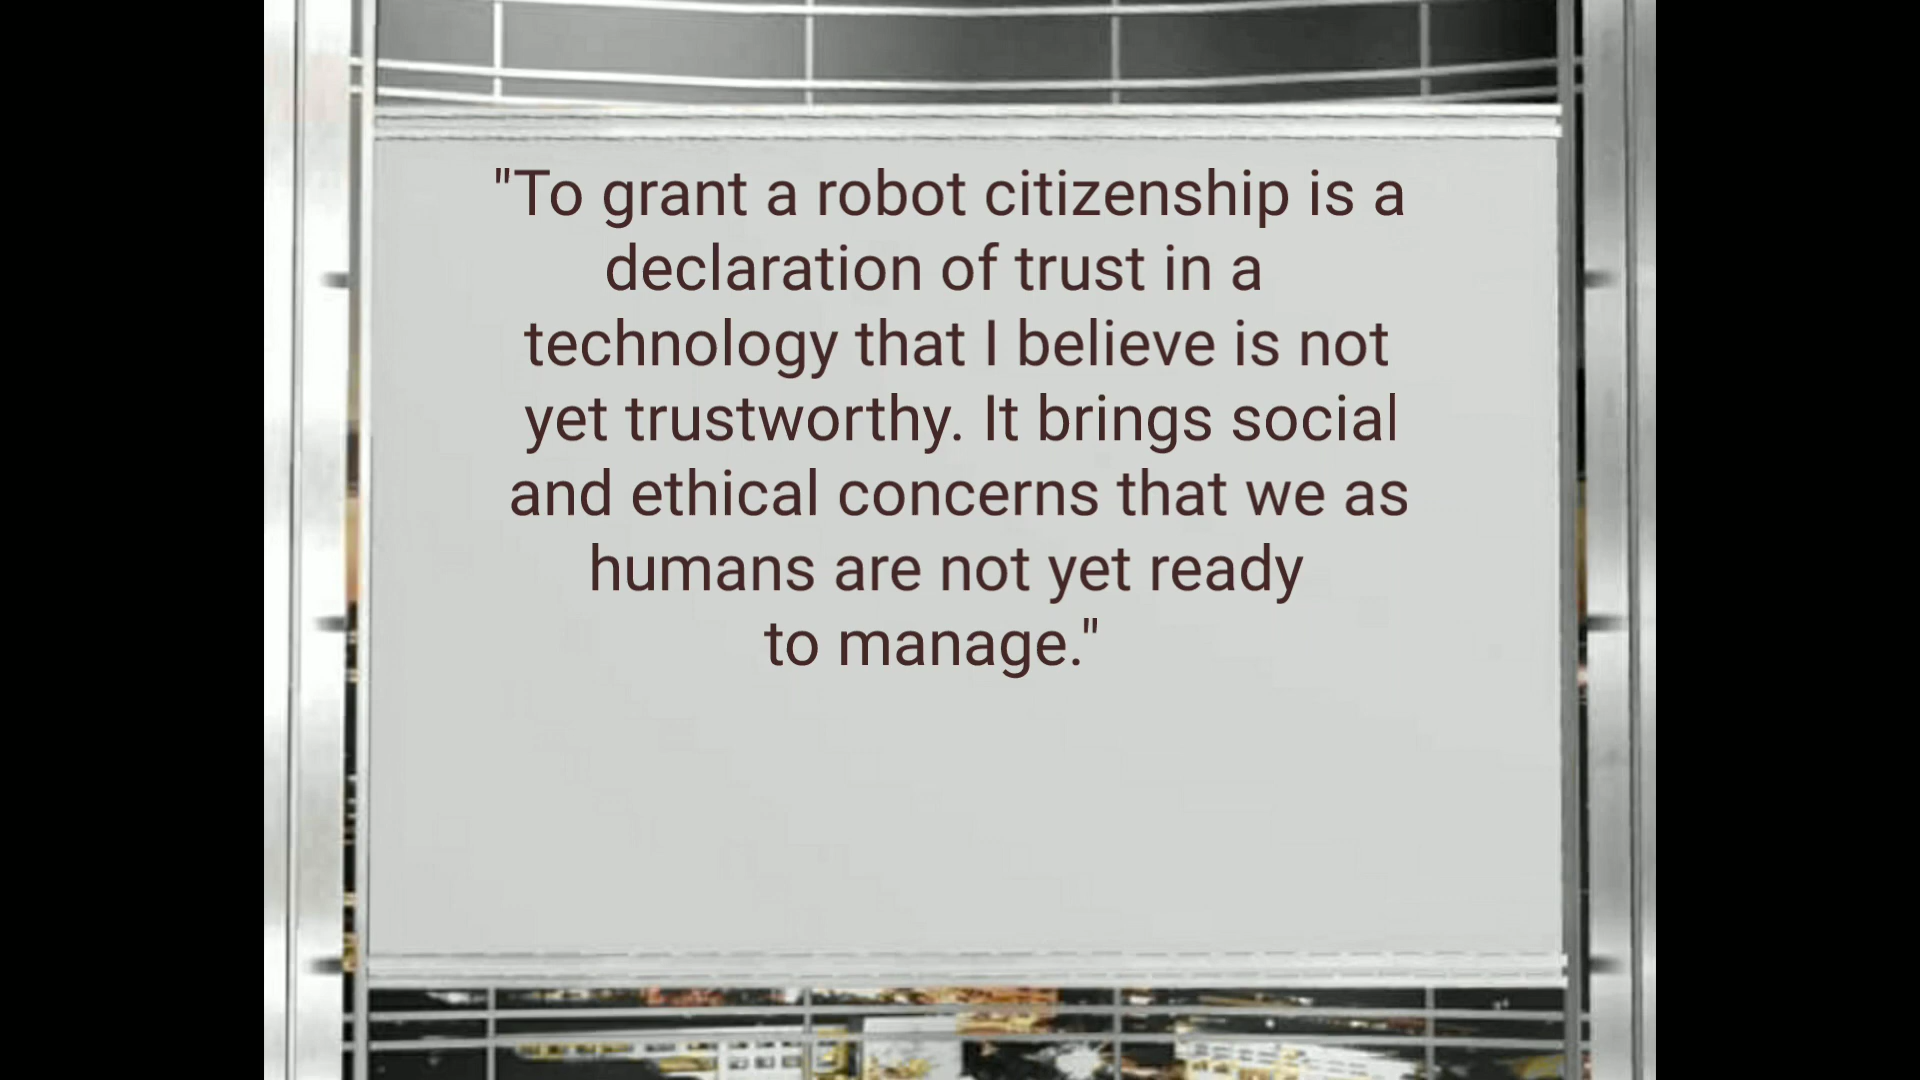 "To grant a robot citizenship is a
declaration of trust in a
technology that I believe is not
yet trustworthy. It brings social
and ethical concerns that we as
humans are not yet ready
to manage."